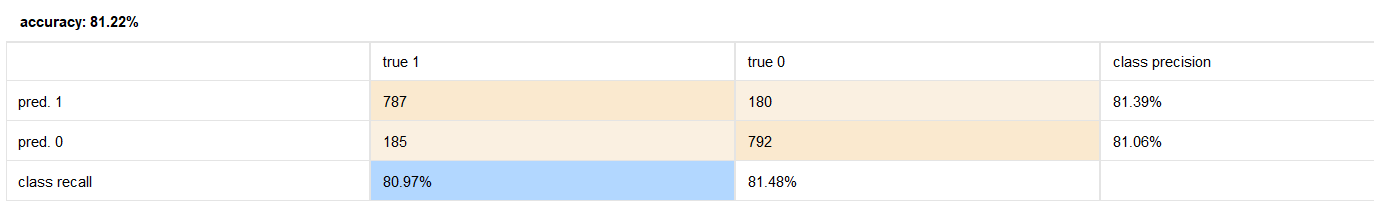 accuracy: 81.22%
true 1 true 0 class precision
pred. 1 787 180 81.39%
pred. 0 185 792 81.06%
class recall 80.97% 81.48%